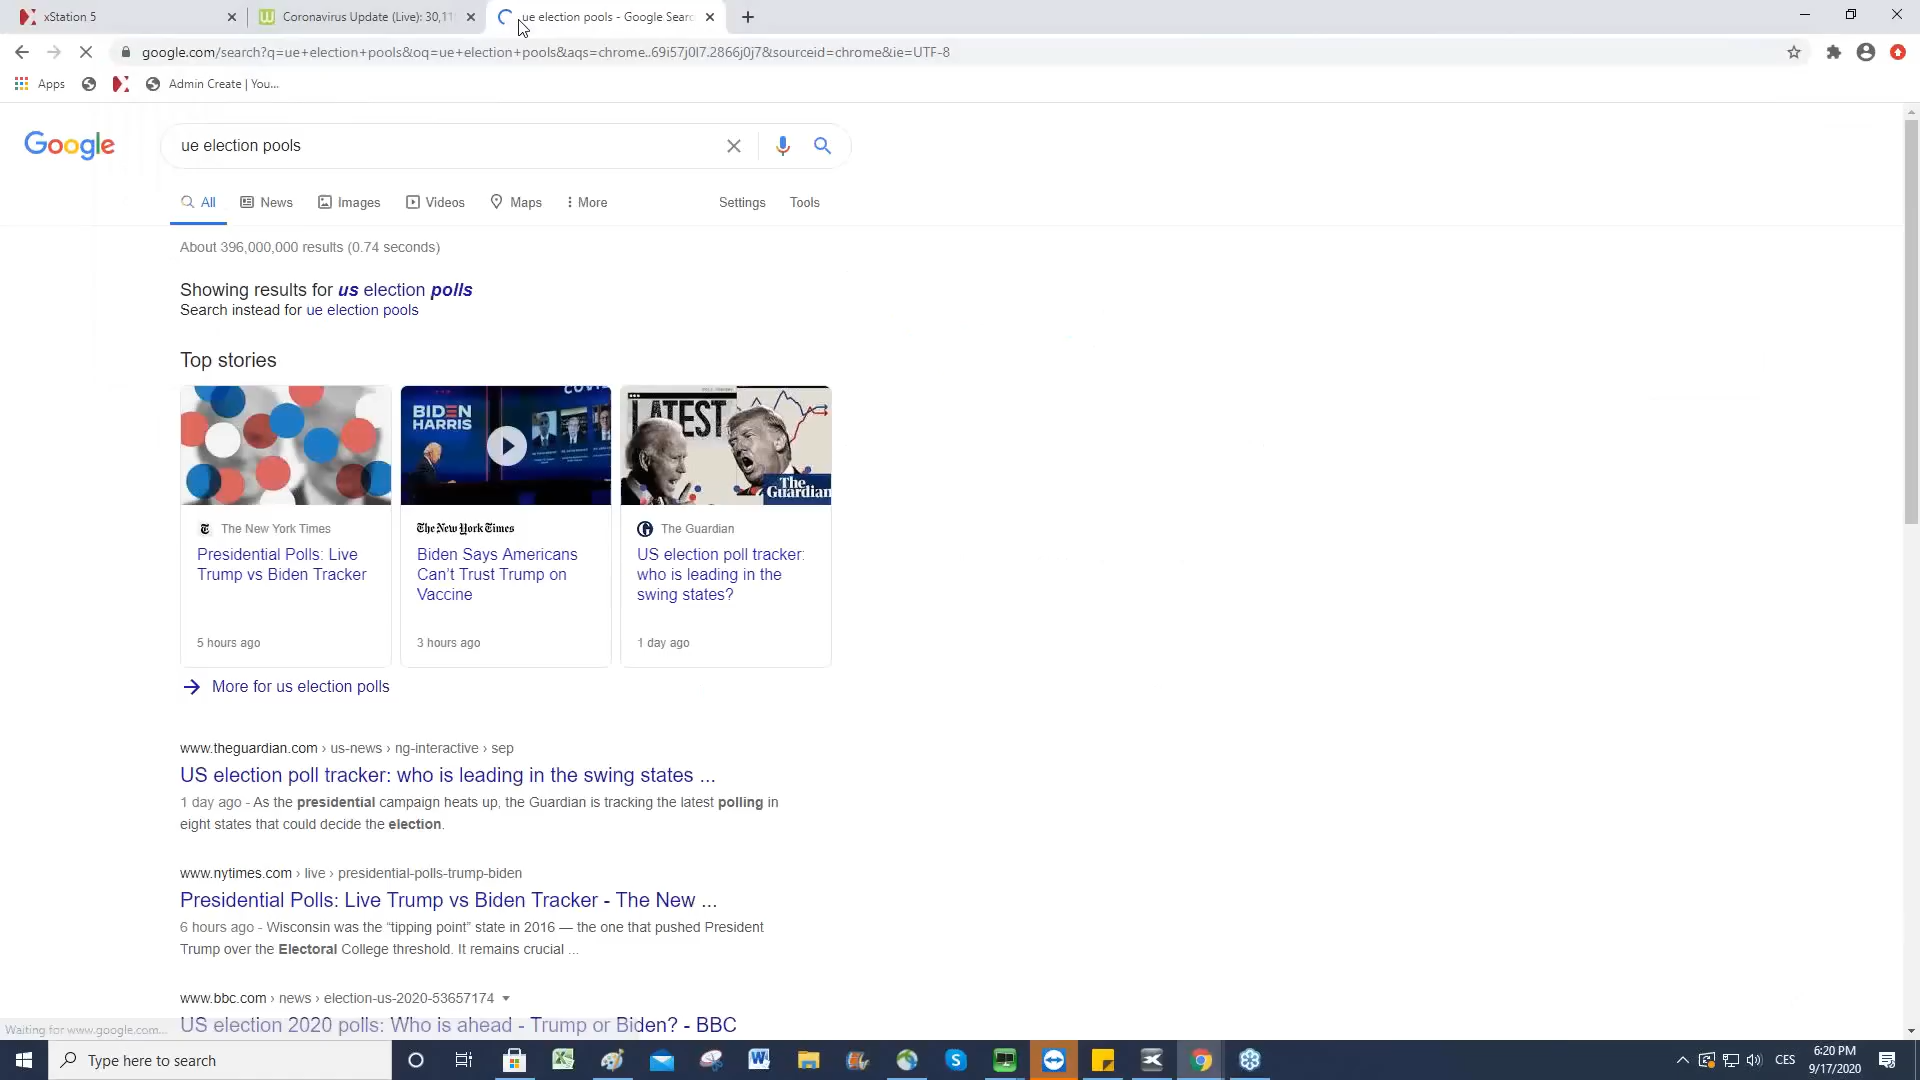 xStation 5
Coronavirus Update (Live): 30,11
ue election pools - Google Sear
google.com/search?q=ue+election+pools&oq=ue+election+pools&aqs=chrome..69i57j0l7.2866j0j7&sourceid=chrome&ie=UTF-8
Apps
Admin Create | You...
Google
ue election pools
All
News
Images
Videos
Maps
More
Settings
Tools
About 396,000,000 results (0.74 seconds)
Showing results for us election polls
Search instead for ue election pools
Top stories
BIDEN
HARRIS
LATEST
The
Guardian
The New York Times
Presidential Polls: Live
Trump vs Biden Tracker
5 hours ago
The New York Times
Biden Says Americans
Can't Trust Trump on
Vaccine
3 hours ago
The Guardian
US election poll tracker:
who is leading in the
swing states?
1 day ago
More for us election polls
www.theguardian.com › us-news › ng-interactive › sep
US election poll tracker: who is leading in the swing states ...
1 day ago - As the presidential campaign heats up, the Guardian is tracking the latest polling in
eight states that could decide the election.
www.nytimes.com › live › presidential-polls-trump-biden
Presidential Polls: Live Trump vs Biden Tracker - The New ...
6 hours ago - Wisconsin was the “tipping point” state in 2016 — the one that pushed President
Trump over the Electoral College threshold. It remains crucial ...
www.bbc.com › news › election-us-2020-53657174
US election 2020 polls: Who is ahead - Trump or Biden? - BBC
Waiting for www.google.com...
Type here to search
CES
6:20 PM
9/17/2020